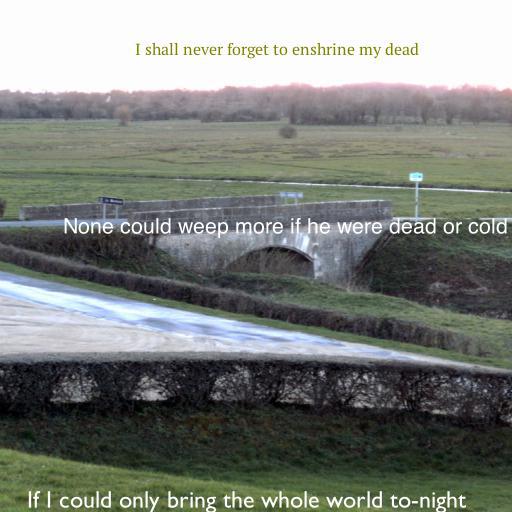 I shall never forget to enshrine my dead
None could weep more if he were dead or cold
If I could only bring the whole world to-night